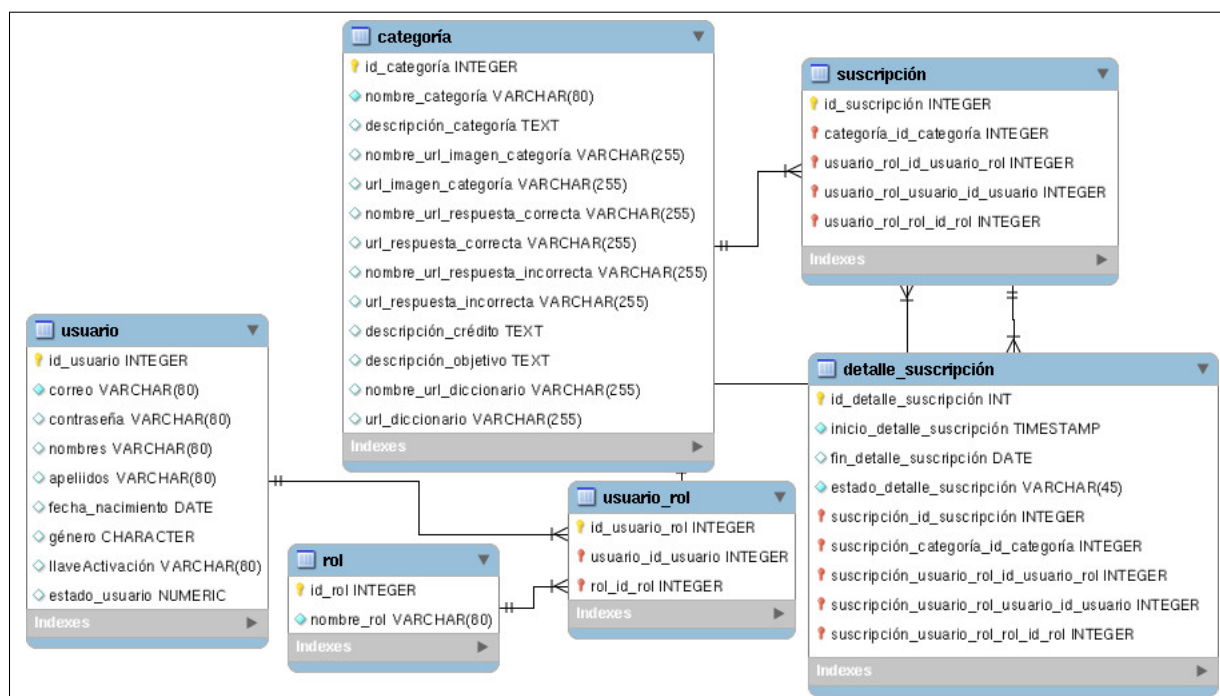 categoría
id_categoría INTEGER
nombre_categoría VARCHAR(80)
descripción_categoría TEXT
nombre_url_imagen_categoría VARCHAR(255)
url_imagen_categoría VARCHAR(255)
nombre_url_respuesta_correcta VARCHAR(255)
url_respuesta_correcta VARCHAR(255)
nombre_url_respuesta_incorrecta VARCHAR(255)
url_respuesta_incorrecta VARCHAR(255)
descripción_crédito TEXT
descripción_objetivo TEXT
nombre_url_diccionario VARCHAR(255)
url_diccionario VARCHAR(255)
Indexes
suscripción
id_suscripción INTEGER
categoría_id_categoría INTEGER
usuario_rol_id_usuario_rol INTEGER
usuario_rol_usuario_id_usuario INTEGER
usuario_rol_rol_id_rol INTEGER
Indexes
usuario
id_usuario INTEGER
correo VARCHAR(80)
contraseña VARCHAR(80)
nombres VARCHAR(80)
apeliidos VARCHAR(80)
fecha_nacimiento DATE
género CHARACTER
llaveActivación VARCHAR(80)
estado_usuario NUMERIC
Indexes
rol
id_rol INTEGER
nombre_rol VARCHAR(80)
Indexes
usuario_rol
id_usuario_rol INTEGER
usuario_id_usuario INTEGER
rol_id_rol INTEGER
Indexes
detalle_suscripción
id_detalle_suscripción INT
inicio_detalle_suscripción TIMESTAMP
fin_detalle_suscripción DATE
estado_detalle_suscripción VARCHAR(45)
suscripción_id_suscripción INTEGER
suscripción_categoría_id_categoría INTEGER
suscripción_usuario_rol_id_usuario_rol INTEGER
suscripción_usuario_rol_usuario_id_usuario INTEGER
suscripción_usuario_rol_rol_id_rol INTEGER
Indexes